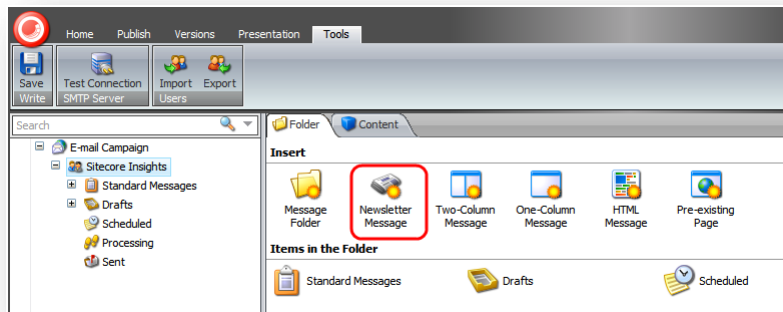 Home Publish Versions Presentation Tools
Save Test Connection Import Export
Write SMTP Server Users
Search
Folder Content
E-mail Campaign
Sitecore Insights
Standard Messages
Drafts
Scheduled
Processing
Sent
Insert
Message Newsletter Two-Column One-Column HTML Pre-existing
Folder Message Message Message Message Page
Items in the Folder
Standard Messages Drafts Scheduled